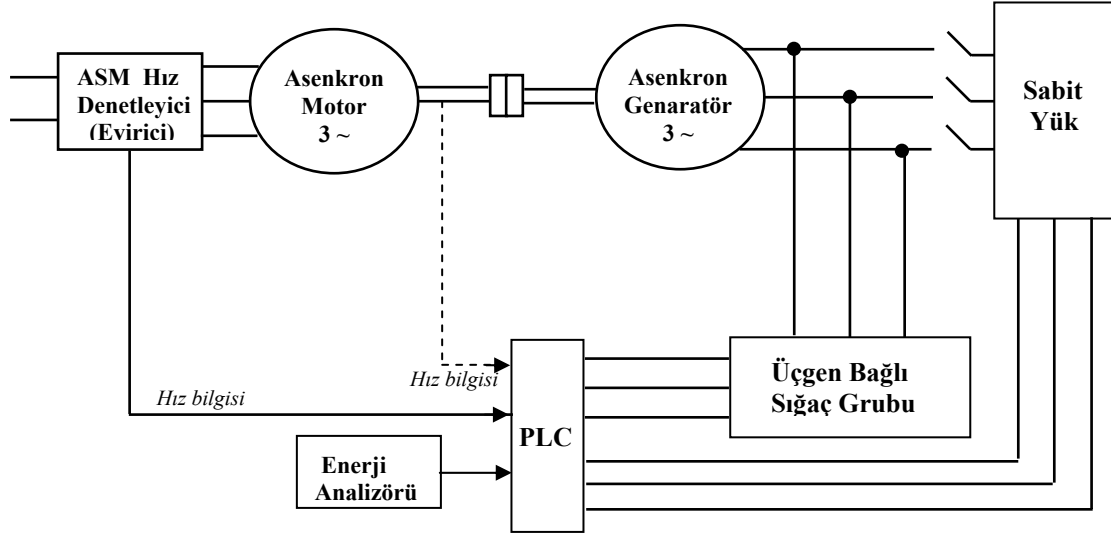 ASM Hız
Denetleyici
(Evirici)
Asenkron
Motor
3 ~
Asenkron
Genaratör
3 ~
Sabit
Yük
Hız bilgisi
Hız bilgisi
PLC
Üçgen Bağlı
Sığaç Grubu
Enerji
Analizörü